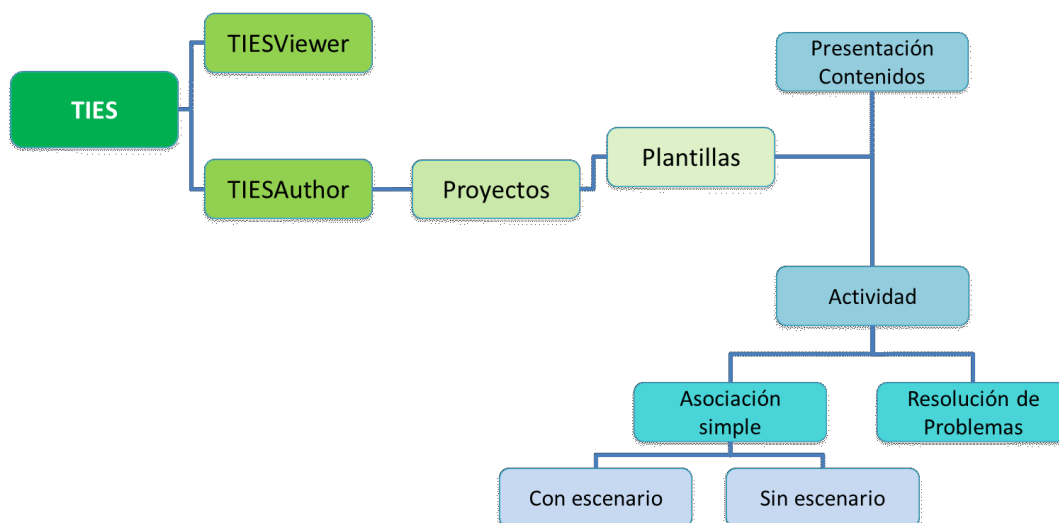 TIES
TIESViewer
TIESAuthor
Proyectos
Plantillas
Presentación
Contenidos
Actividad
Asociación
simple
Resolución de
Problemas
Con escenario
Sin escenario